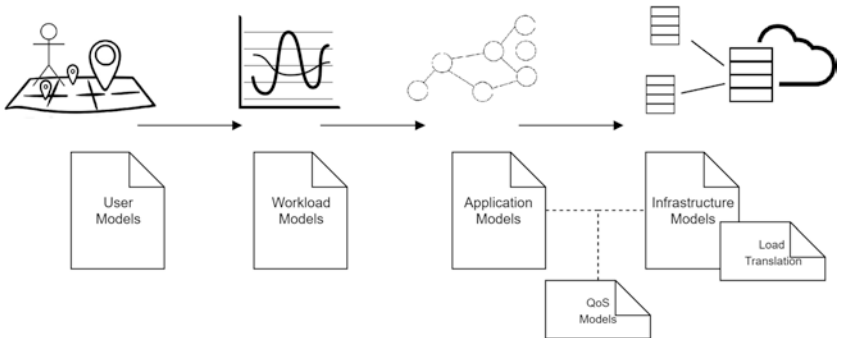 User
Models
Workload
Models
Application
Models
Infrastructure
Models
Load
Translation
QoS
Models